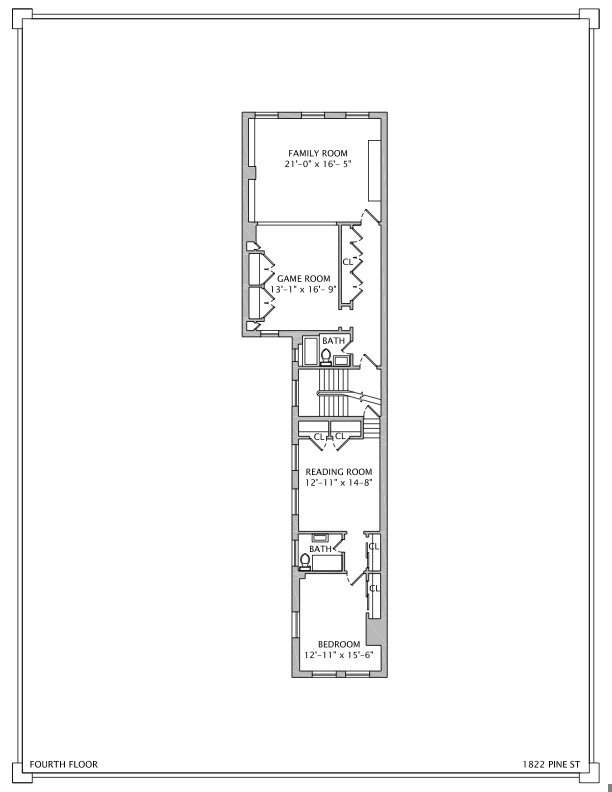 FAMILY ROOM
21'-0" x 16'- 5"
CL
GAME ROOM
13'-1" x 16'- 9"
BATH
CL CL
READING ROOM
12'-11" x 14-8"
BATH
CL
CL
BEDROOM
12'-11" x 15'-6"
FOURTH FLOOR
1822 PINE ST